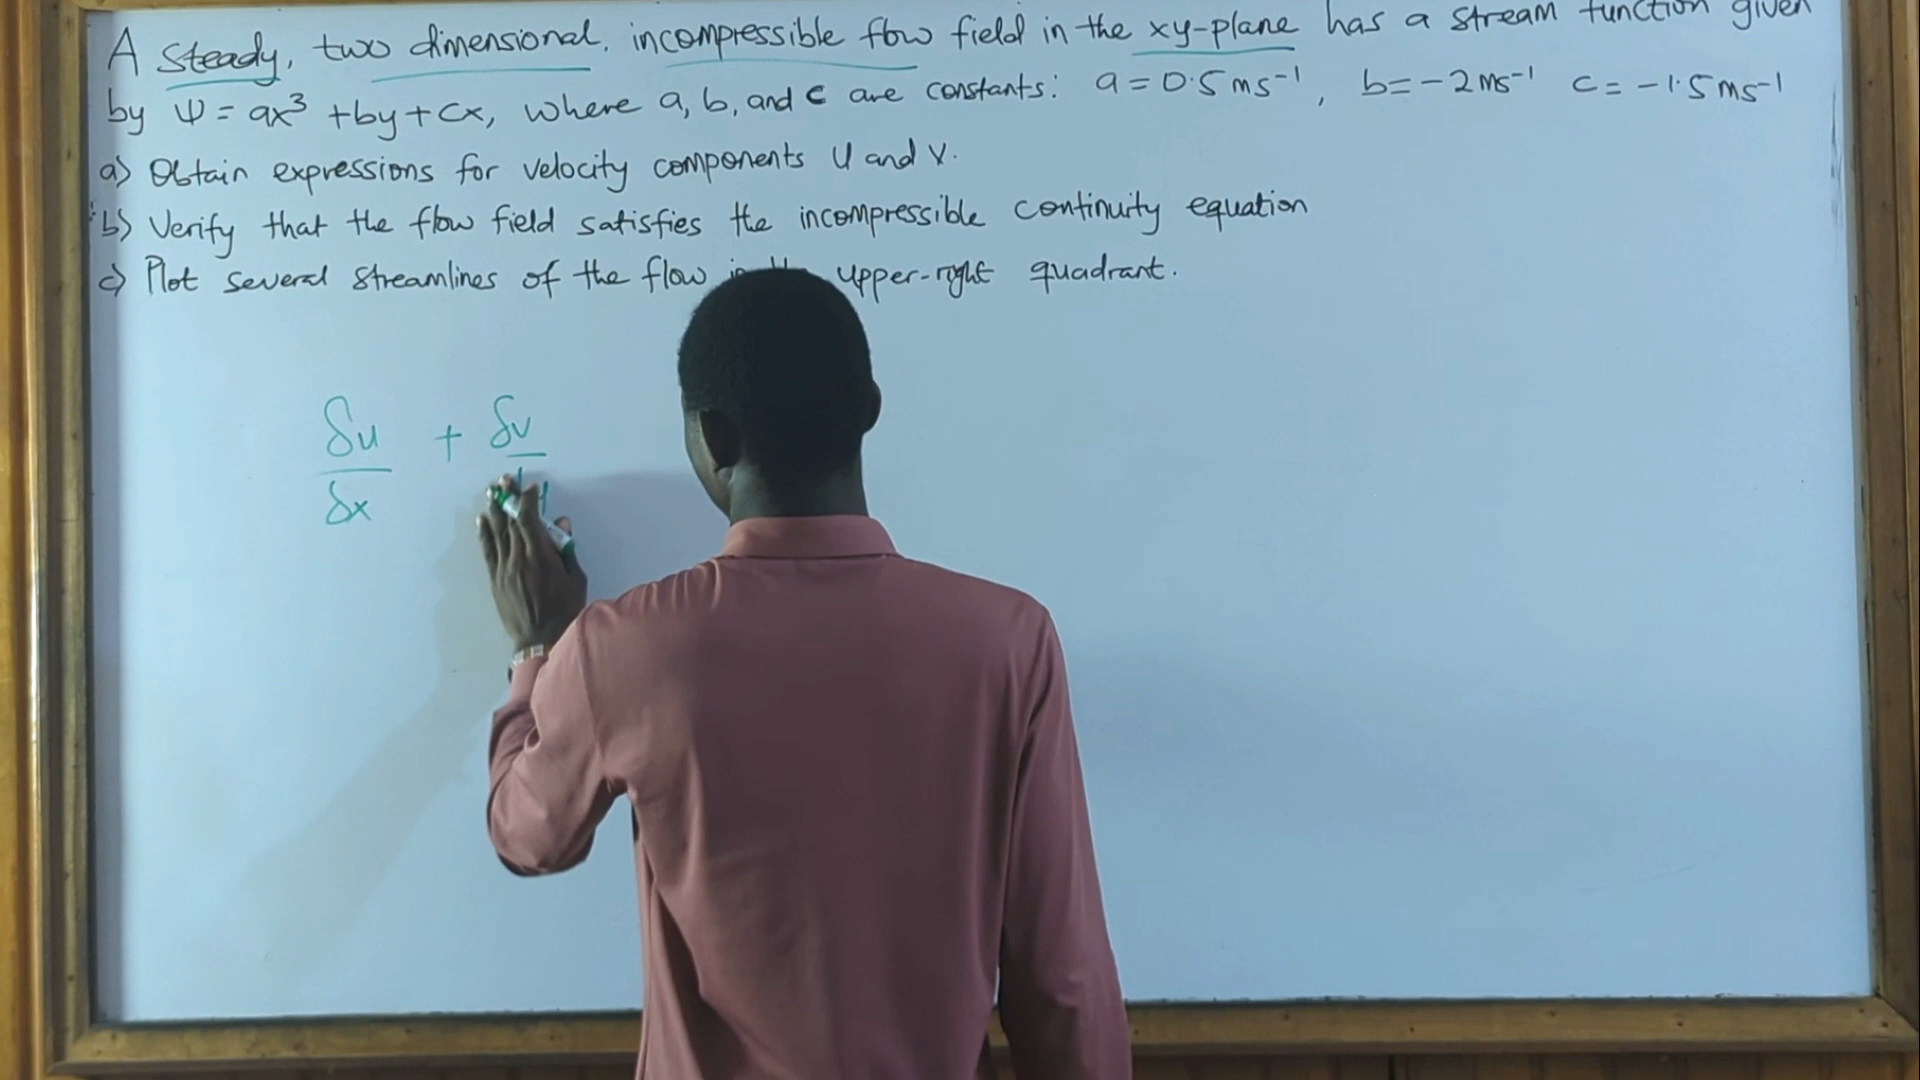 A steady, two dimensional, incompressible flow field in the xy-plane has a stream function given
by ψ = ax³ + by + cx, where a, b, and c are constants: a = 0.5 ms⁻¹, b = -2 ms⁻¹ c = -1.5 ms⁻¹
a) Obtain expressions for velocity components U and V.
b) Verify that the flow field satisfies the incompressible continuity equation
c) Plot several streamlines of the flow upper-right quadrant.
δu + δv
δx